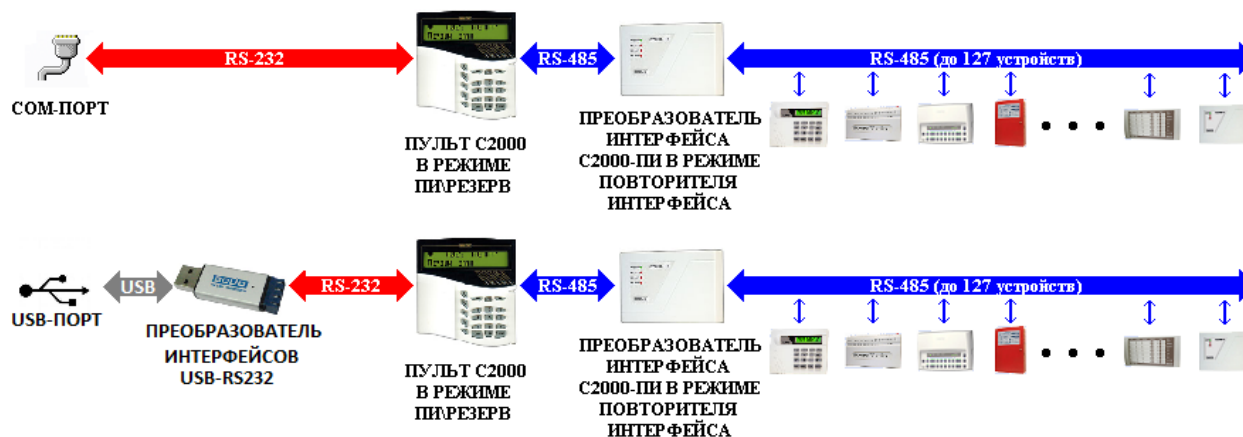 RS-232
RS-485
RS-485 (до 127 устройств)
COM-ПОРТ
ПУЛЬТ С2000
В РЕЖИМЕ
ПИ\РЕЗЕРВ
ПРЕОБРАЗОВАТЕЛЬ
ИНТЕРФЕЙСА
С2000-ПИ В РЕЖИМЕ
ПОВТОРИТЕЛЯ
ИНТЕРФЕЙСА
USB
RS-232
RS-485
RS-485 (до 127 устройств)
USB-ПОРТ
ПРЕОБРАЗОВАТЕЛЬ
ИНТЕРФЕЙСОВ
USB-RS232
ПУЛЬТ С2000
В РЕЖИМЕ
ПИ\РЕЗЕРВ
ПРЕОБРАЗОВАТЕЛЬ
ИНТЕРФЕЙСА
С2000-ПИ В РЕЖИМЕ
ПОВТОРИТЕЛЯ
ИНТЕРФЕЙСА